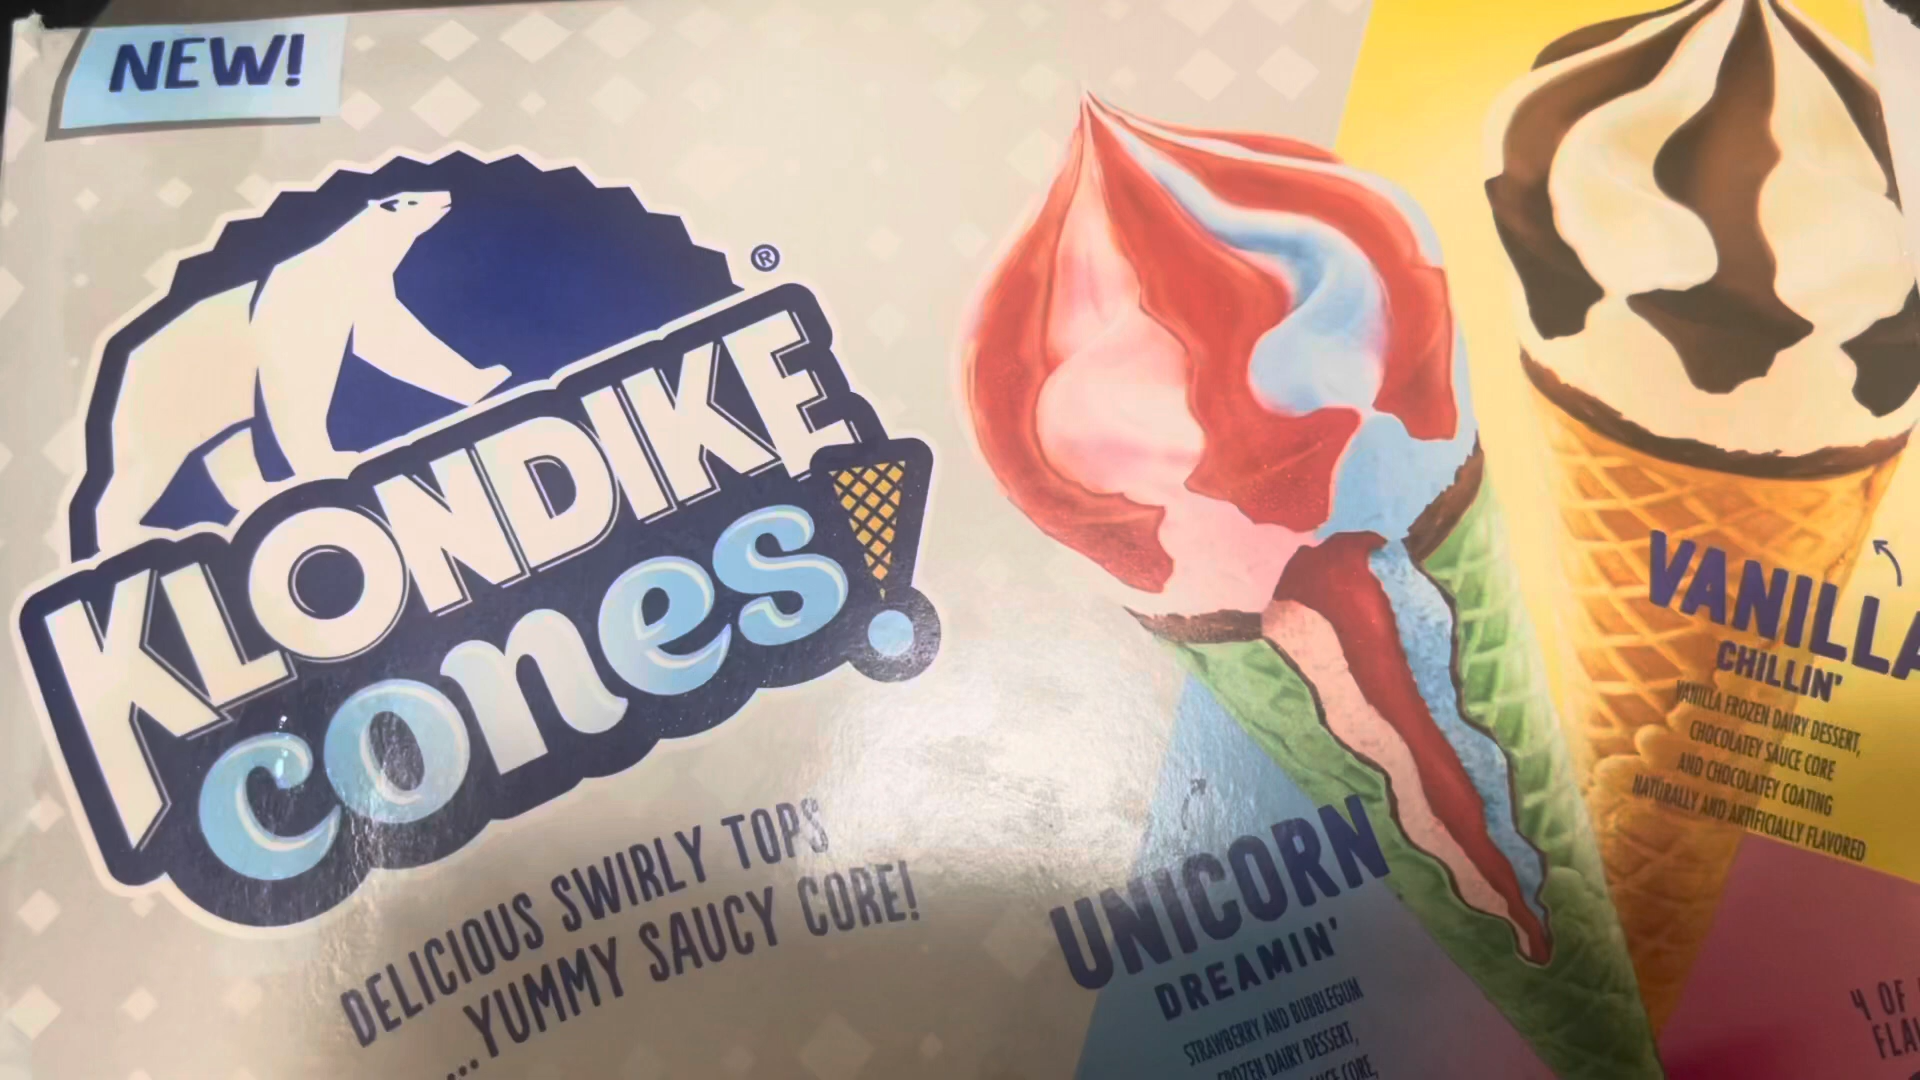 NEW!
®
KLONDIKE
cones!
DELICIOUS SWIRLY TOPS
...YUMMY SAUCY CORE!
UNICORN
DREAMIN'
STRAWBERRY AND BUBBLEGUM
FROZEN DAIRY DESSERT,
CORE,
VANILLA
CHILLIN'
VANILLA FROZEN DAIRY DESSERT,
CHOCOLATEY SAUCE CORE
AND CHOCOLATEY COATING
NATURALLY AND ARTIFICIALLY FLAVORED
4 OF